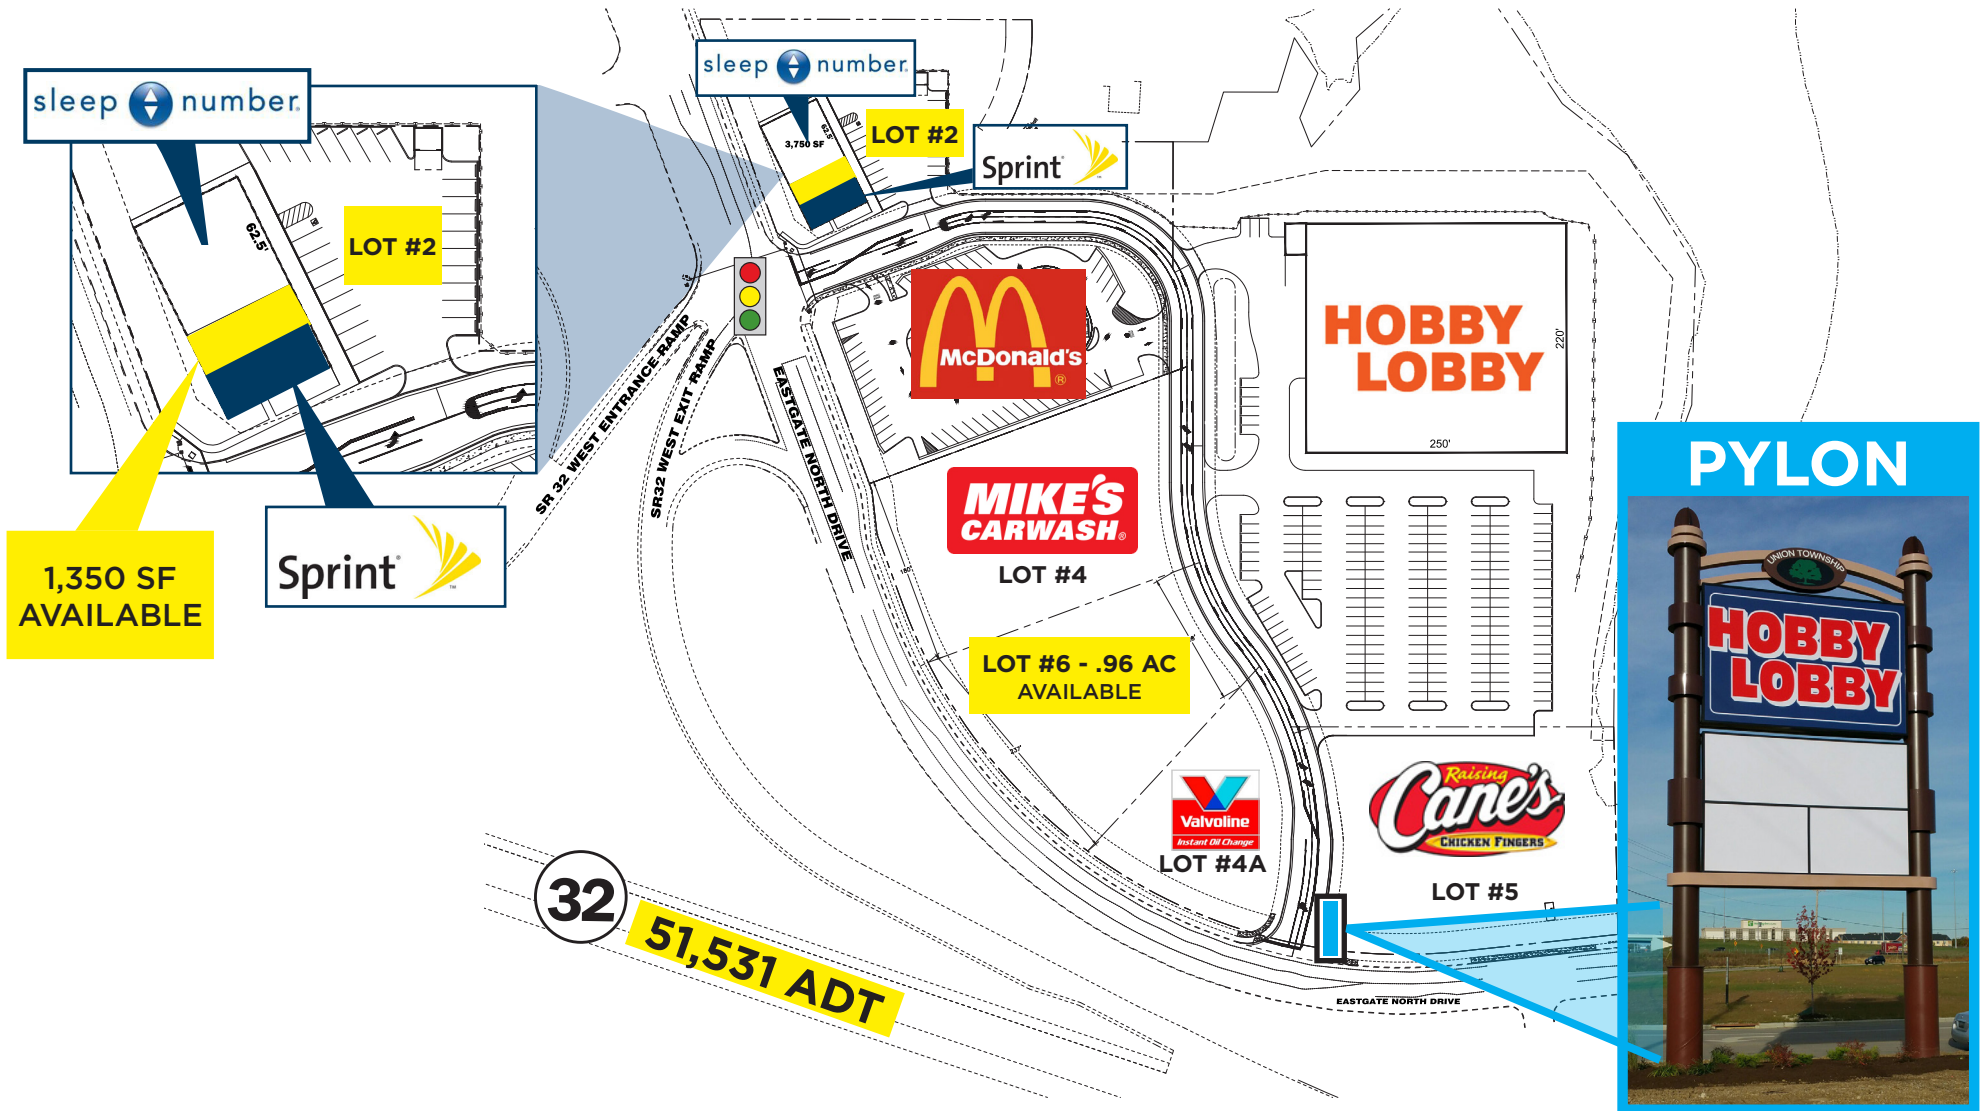 sleep number
62.5'
LOT #2
1,350 SF
AVAILABLE
Sprint
sleep number
3,750 SF
62.5'
LOT #2
Sprint
SR 32 WEST ENTRANCE RAMP
SR32 WEST EXIT RAMP
EASTGATE NORTH DRIVE
McDonald's
HOBBY
LOBBY
220'
250'
MIKE'S
CARWASH
LOT #4
LOT #6 - .96 AC
AVAILABLE
237'
Valvoline
Instant Oil Change
LOT #4A
Raising
Cane's
CHICKEN FINGERS
LOT #5
32
51,531 ADT
EASTGATE NORTH DRIVE
PYLON
UNION TOWNSHIP
HOBBY
LOBBY